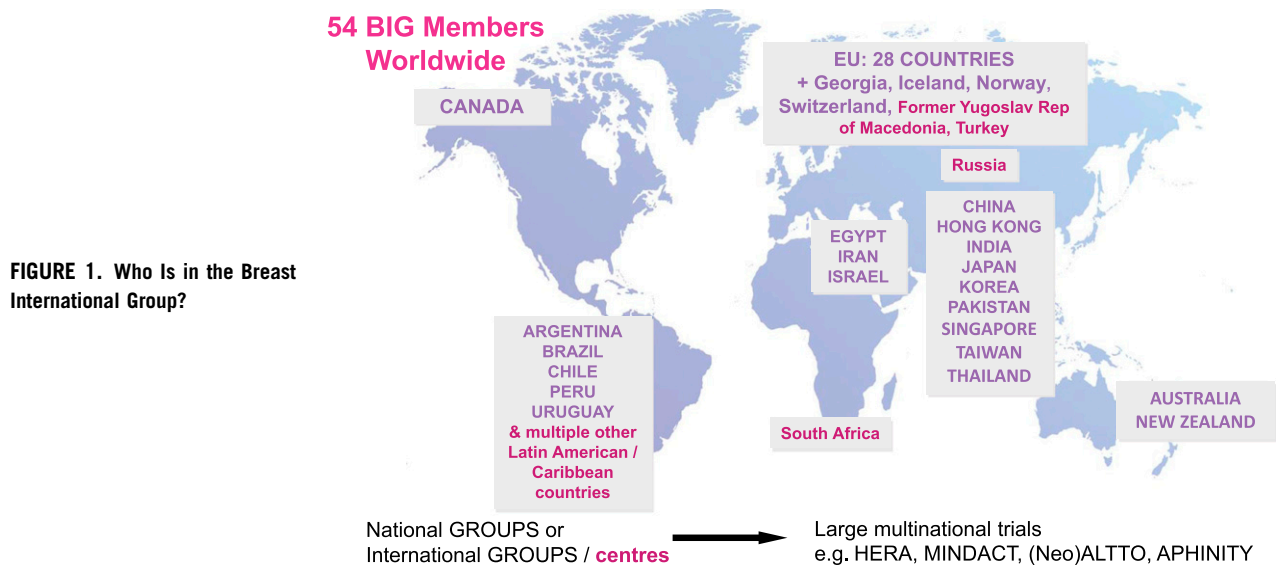 54 BIG Members
Worldwide
CANADA
EU: 28 COUNTRIES
+ Georgia, Iceland, Norway,
Switzerland, Former Yugoslav Rep
of Macedonia, Turkey
Russia
CHINA
HONG KONG
INDIA
JAPAN
KOREA
PAKISTAN
SINGAPORE
TAIWAN
THAILAND
EGYPT
IRAN
ISRAEL
FIGURE 1. Who Is in the Breast
International Group?
ARGENTINA
BRAZIL
CHILE
PERU
URUGUAY
& multiple other
Latin American /
Caribbean
countries
South Africa
AUSTRALIA
NEW ZEALAND
National GROUPS or
International GROUPS / centres
Large multinational trials
e.g. HERA, MINDACT, (Neo)ALTTO, APHINITY